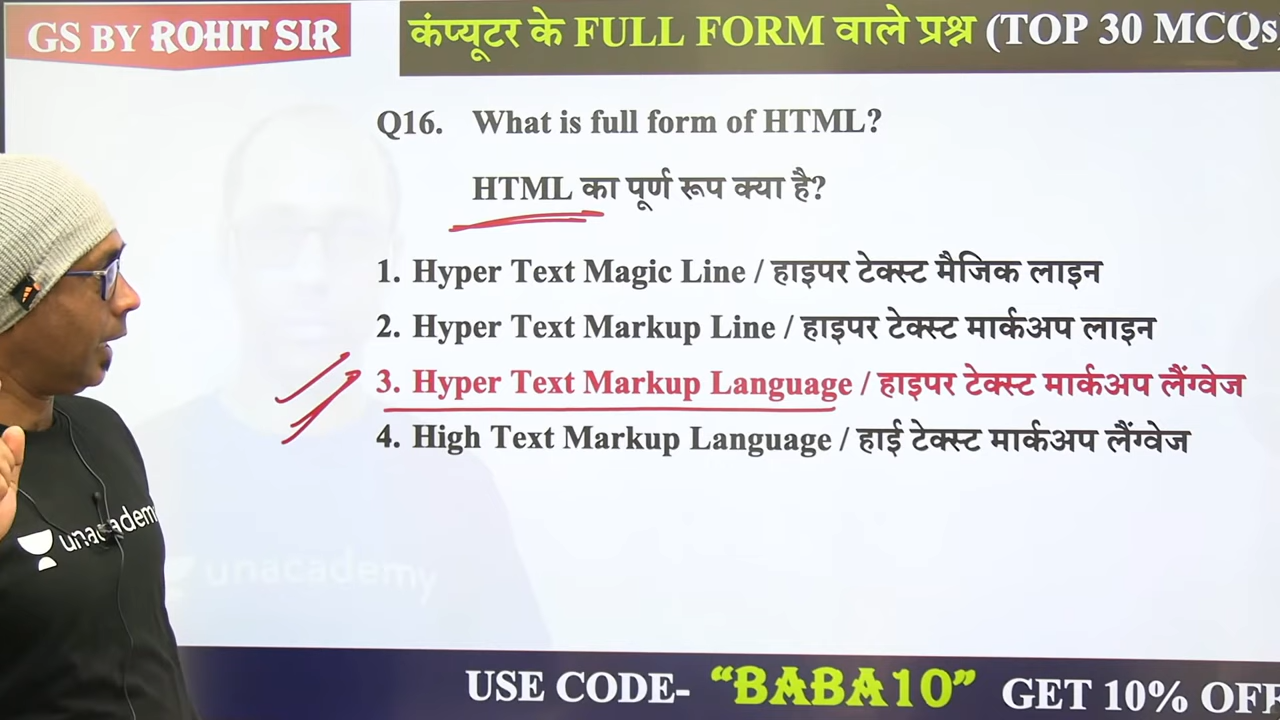 GS BY ROHIT SIR
कंप्यूटर के FULL FORM वाले प्रश्न (TOP 30 MCQs
Q16. What is full form of HTML?
HTML का पूर्ण रूप क्या है?
1. Hyper Text Magic Line / हाइपर टेक्स्ट मैजिक लाइन
2. Hyper Text Markup Line / हाइपर टेक्स्ट मार्कअप लाइन
3. Hyper Text Markup Language / हाइपर टेक्स्ट मार्कअप लैंग्वेज
4. High Text Markup Language / हाई टेक्स्ट मार्कअप लैंग्वेज
unacademy
unacademy
USE CODE- “BABA10” GET 10% OFF